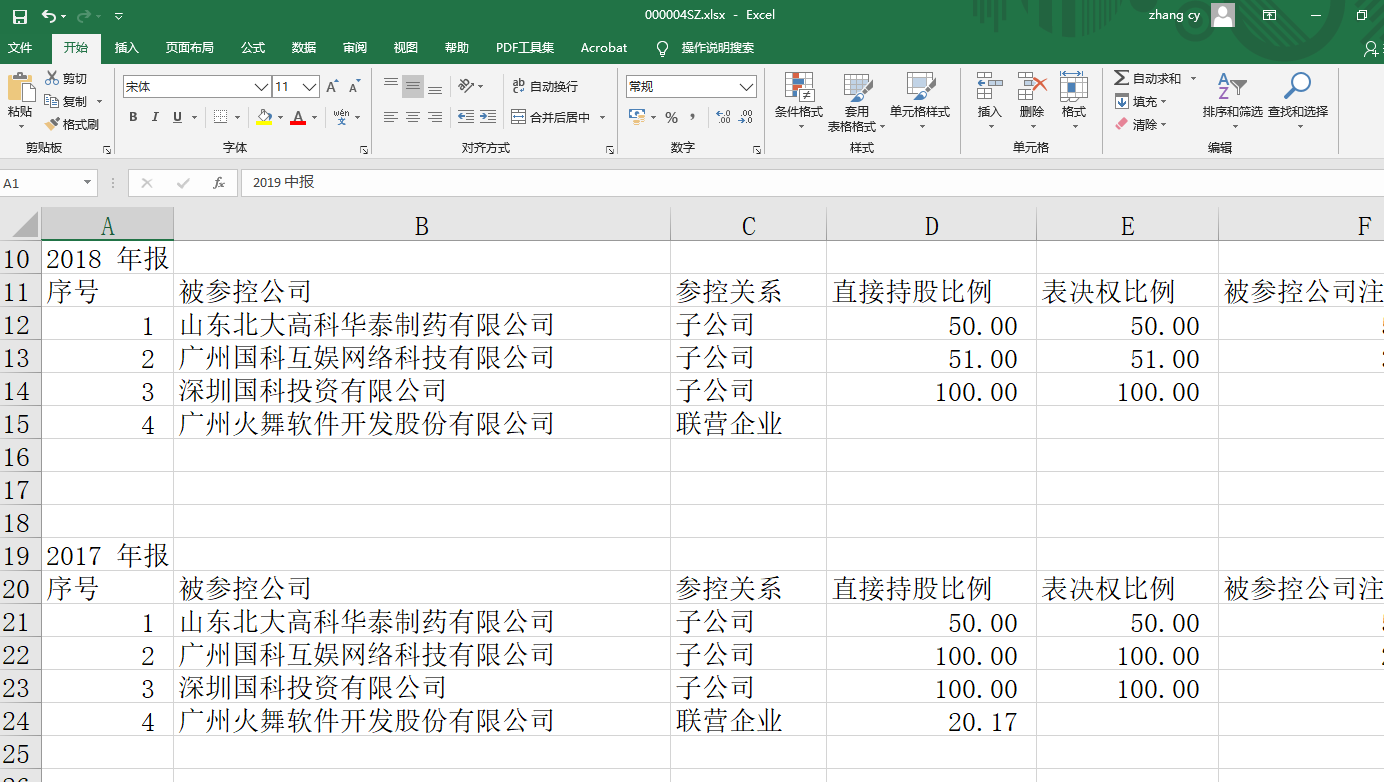 000004SZ.xlsx - Excel
zhang cy
文件 开始 插入 页面布局 公式 数据 审阅 视图 帮助 PDF工具集 Acrobat 操作说明搜索
粘贴
剪切
复制
格式刷
剪贴板
宋体 11
B I U
wén 文
字体
ab 自动换行
合并后居中
对齐方式
常规
% ,
数字
条件格式
套用
表格格式
单元格样式
样式
插入 删除 格式
单元格
自动求和
填充
清除
排序和筛选 查找和选择
编辑
A1 fx 2019 中报
A B C D E F
10 2018 年报
11 序号 被参控公司 参控关系 直接持股比例 表决权比例 被参控公司注
12 1 山东北大高科华泰制药有限公司 子公司 50.00 50.00
13 2 广州国科互娱网络科技有限公司 子公司 51.00 51.00
14 3 深圳国科投资有限公司 子公司 100.00 100.00
15 4 广州火舞软件开发股份有限公司 联营企业
16
17
18
19 2017 年报
20 序号 被参控公司 参控关系 直接持股比例 表决权比例 被参控公司注
21 1 山东北大高科华泰制药有限公司 子公司 50.00 50.00
22 2 广州国科互娱网络科技有限公司 子公司 100.00 100.00
23 3 深圳国科投资有限公司 子公司 100.00 100.00
24 4 广州火舞软件开发股份有限公司 联营企业 20.17
25